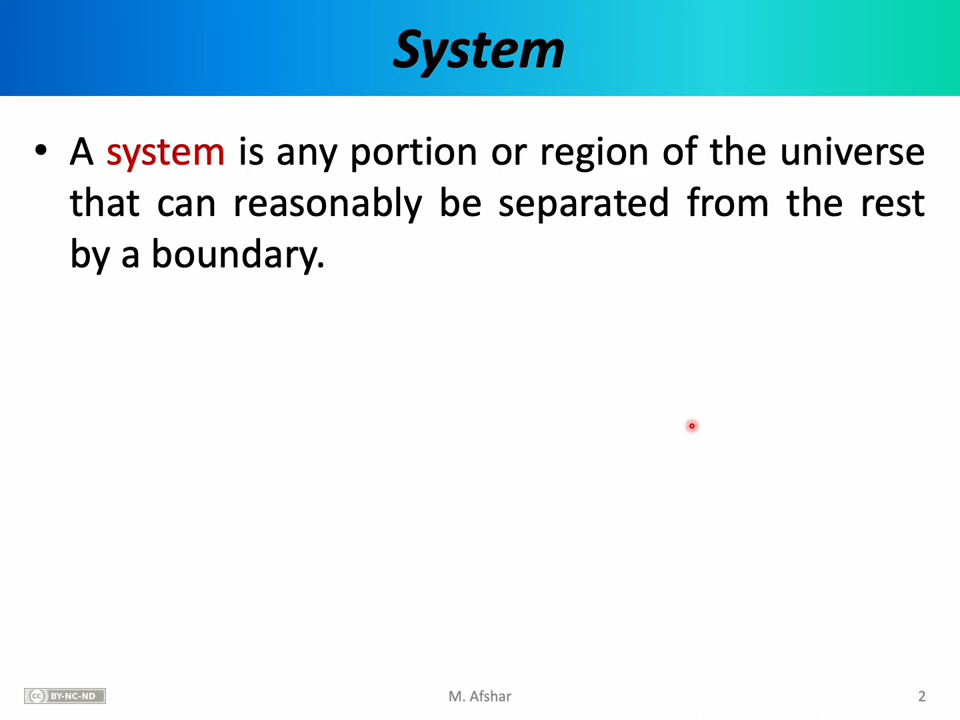 System
• A system is any portion or region of the universe
that can reasonably be separated from the rest
by a boundary.
cc BY-NC-ND
M. Afshar
2